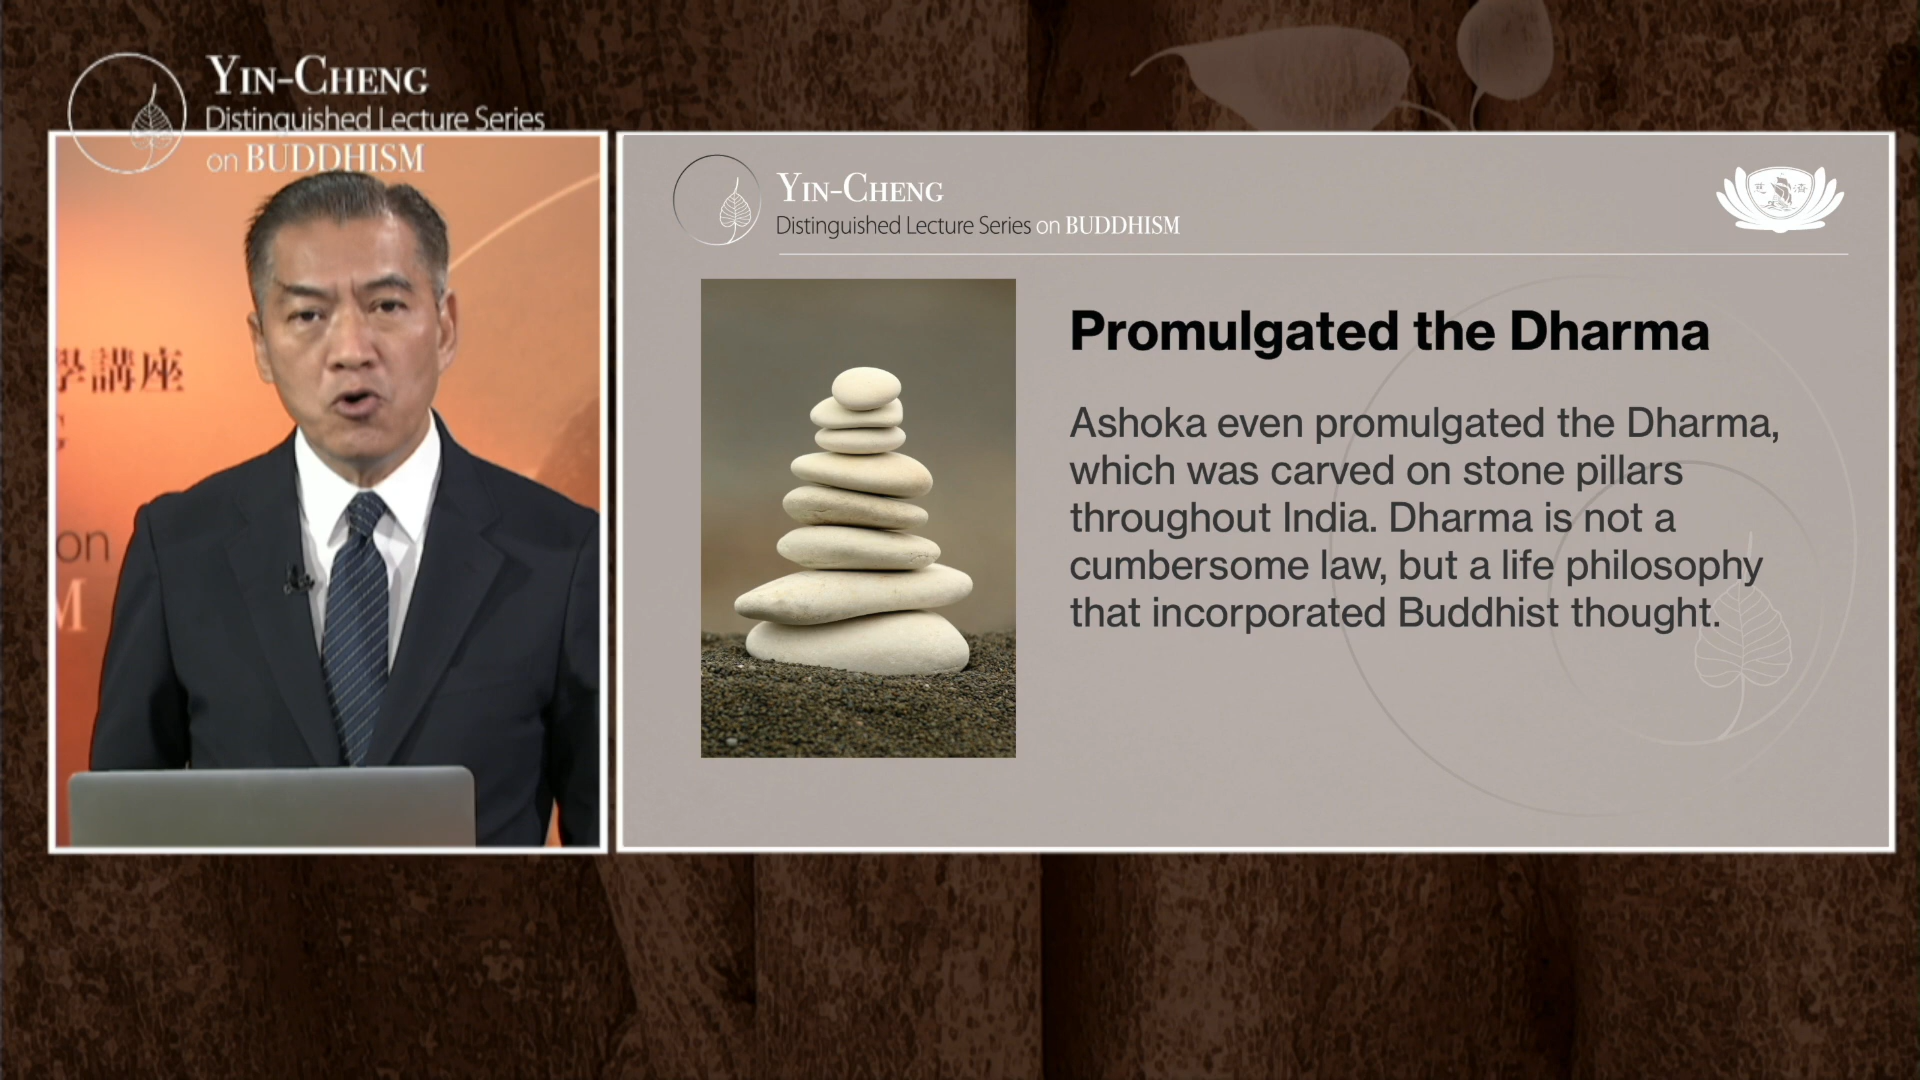 YIN-CHENG
Distinguished Lecture Series
on BUDDHISM
學講座
on
M
YIN-CHENG
Distinguished Lecture Series on BUDDHISM
慈濟
Promulgated the Dharma
Ashoka even promulgated the Dharma,
which was carved on stone pillars
throughout India. Dharma is not a
cumbersome law, but a life philosophy
that incorporated Buddhist thought.